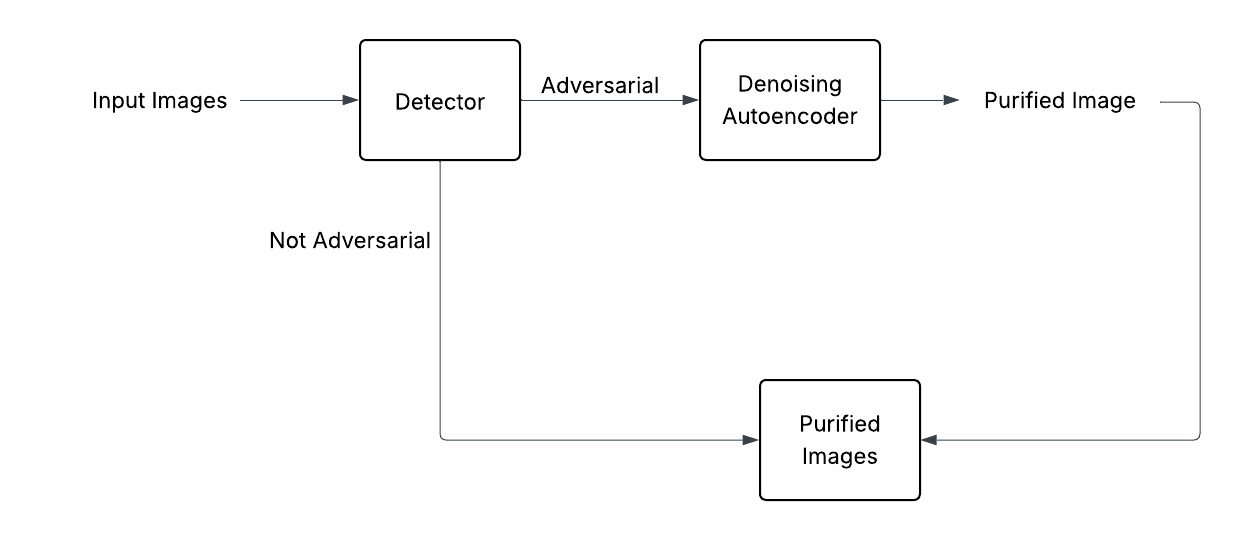 Input Images
Detector
Adversarial
Denoising
Autoencoder
Purified Image
Not Adversarial
Purified
Images